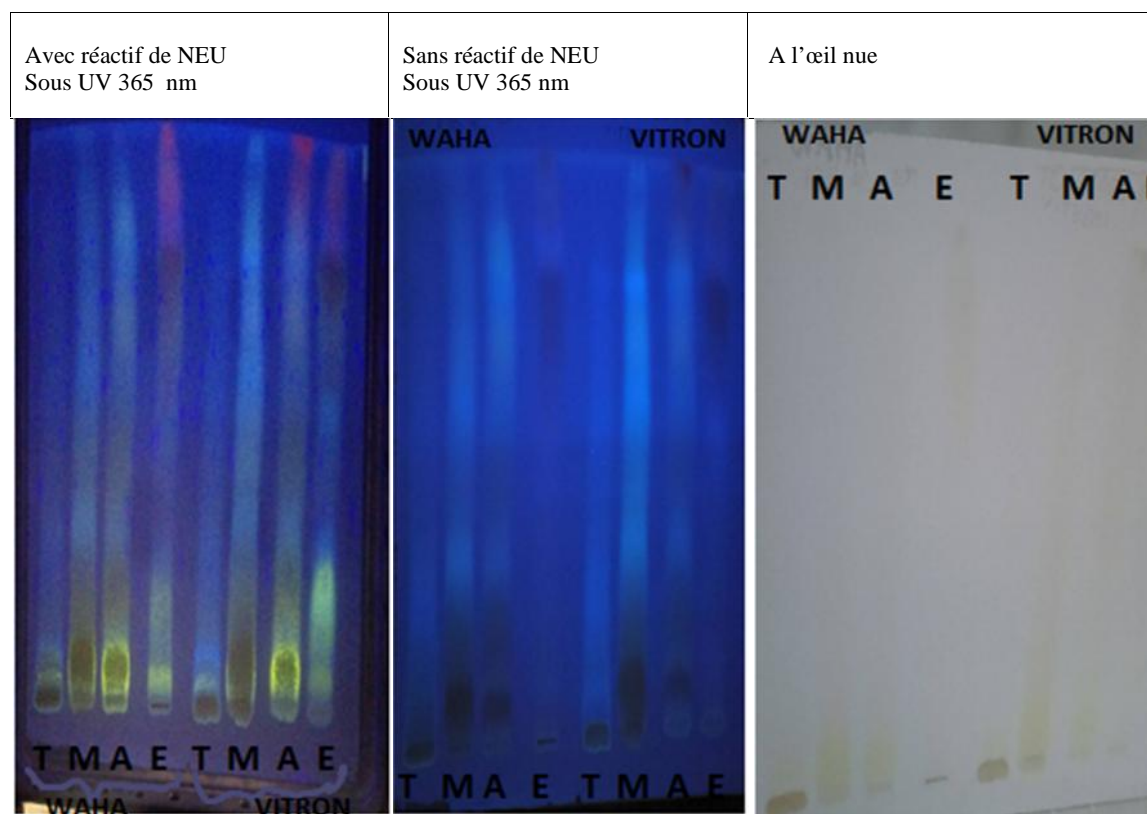 Avec réactif de NEU
Sous UV 365 nm
Sans réactif de NEU
Sous UV 365 nm
A l’œil nue
T M A E T M A E
WAHA VITRON
WAHA VITRON
T M A E T M A E
WAHA VITRON
T M A E T M A